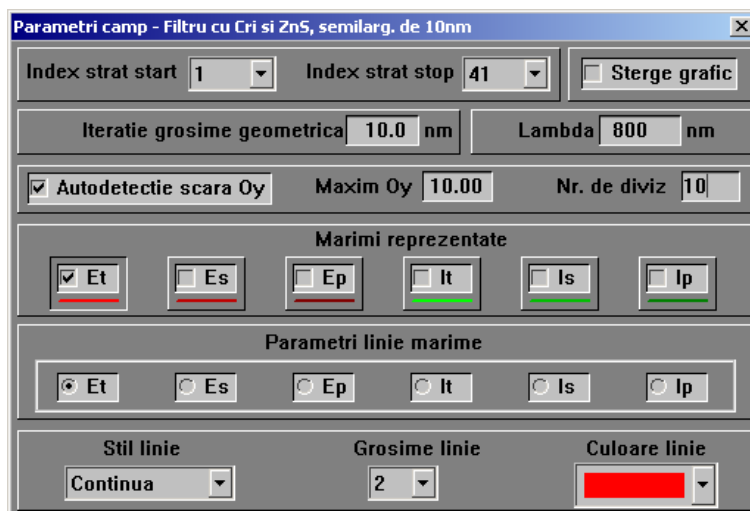 Parametri camp - Filtru cu Cri si ZnS, semilarg. de 10nm
Index strat start 1 Index strat stop 41 Sterge grafic
Iteratie grosime geometrica 10.0 nm Lambda 800 nm
Autodetectie scara Oy Maxim Oy 10.00 Nr. de diviz 10
Marimi reprezentate
Et Es Ep It Is Ip
Parametri linie marime
Et Es Ep It Is Ip
Stil linie Grosime linie Culoare linie
Continua 2